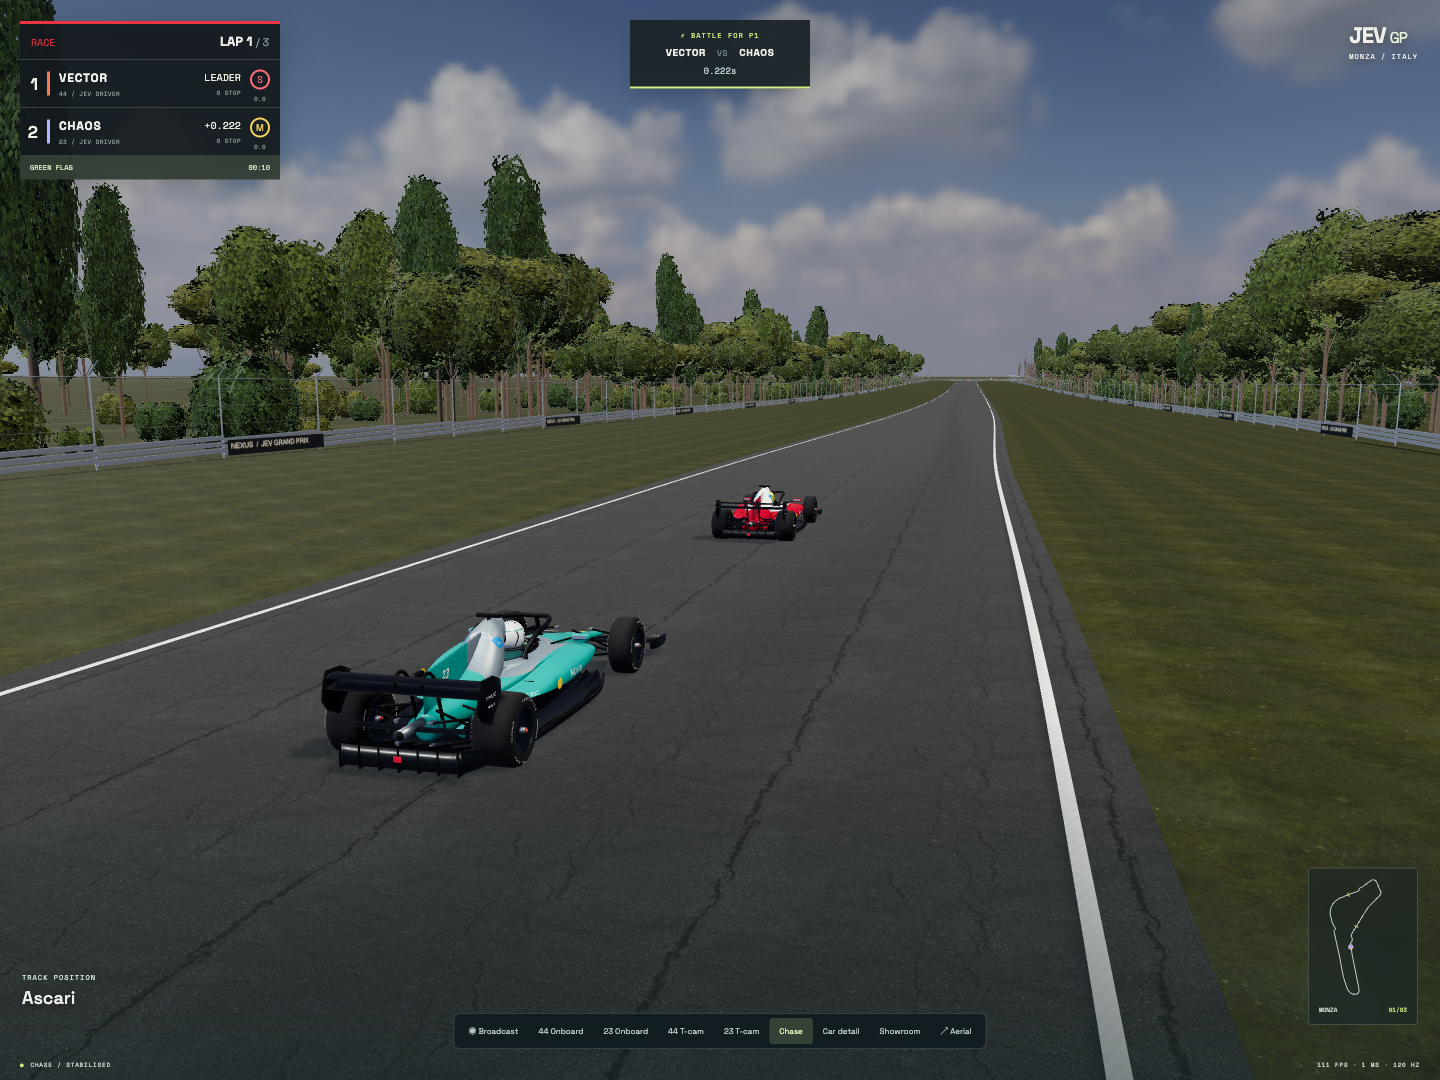 RACE
LAP 1 / 3
1 VECTOR LEADER S
44 / JEV DRIVER 0 STOP 0.0
2 CHAOS +0.222 M
23 / JEV DRIVER 0 STOP 0.0
GREEN FLAG 00:10
⚡ BATTLE FOR P1
VECTOR VS CHAOS
0.222s
JEV GP
MONZA / ITALY
NEXUS / JEV GRAND PRIX
23
TRACK POSITION
Ascari
MONZA 01/03
Broadcast 44 Onboard 23 Onboard 44 T-cam 23 T-cam Chase Car detail Showroom Aerial
CHASE / STABILISED
111 FPS · 1 MS · 120 HZ